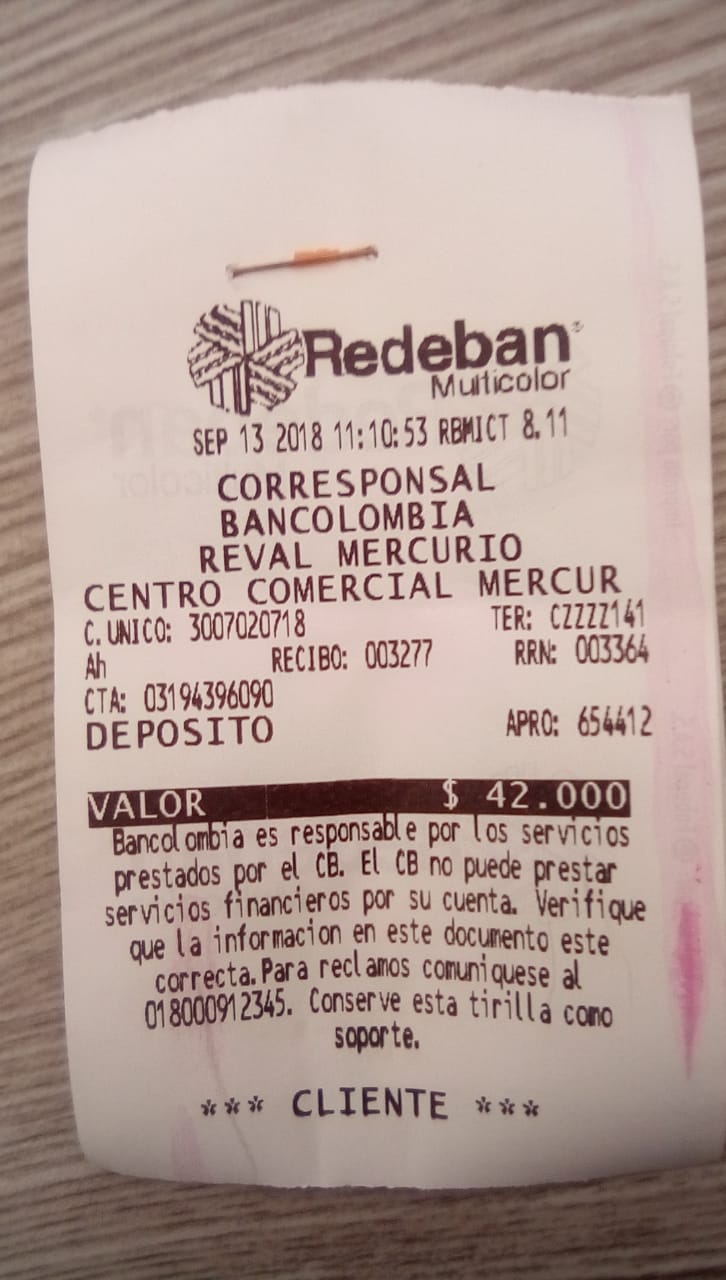 Redeban®
Multicolor
SEP 13 2018 11:10:53 RBMICT 8.11
CORRESPONSAL
BANCOLOMBIA
REVAL MERCURIO
CENTRO COMERCIAL MERCUR
C. UNICO: 3007020718 TER: CZZZZ141
Ah RECIBO: 003277 RRN: 003364
CTA: 03194396090
DEPOSITO APRO: 654412
VALOR $ 42.000
Bancolombia es responsable por los servicios
prestados por el CB. El CB no puede prestar
servicios financieros por su cuenta. Verifique
que la informacion en este documento este
correcta. Para reclamos comuniquese al
018000912345. Conserve esta tirilla como
soporte.
*** CLIENTE ***